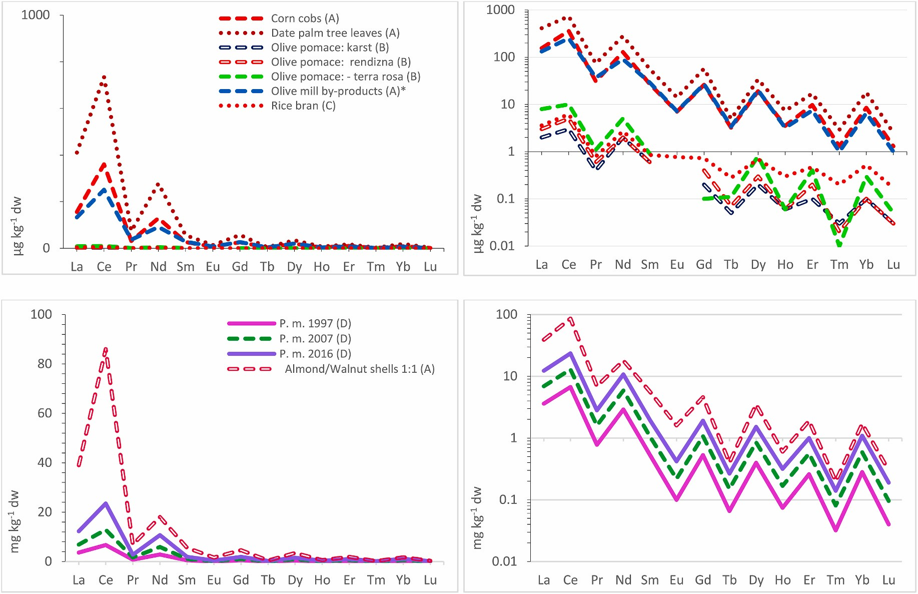 1000
0
µg kg-1 dw
Corn cobs (A)
Date palm tree leaves (A)
Olive pomace: karst (B)
Olive pomace: rendizna (B)
Olive pomace: - terra rosa (B)
Olive mill by-products (A)*
Rice bran (C)
La Ce Pr Nd Sm Eu Gd Tb Dy Ho Er Tm Yb Lu
1000
100
10
1
0.1
0.01
µg kg-1 dw
La Ce Pr Nd Sm Eu Gd Tb Dy Ho Er Tm Yb Lu
100
80
60
40
20
0
mg kg-1 dw
P. m. 1997 (D)
P. m. 2007 (D)
P. m. 2016 (D)
Almond/Walnut shells 1:1 (A)
La Ce Pr Nd Sm Eu Gd Tb Dy Ho Er Tm Yb Lu
100
10
1
0.1
0.01
mg kg-1 dw
La Ce Pr Nd Sm Eu Gd Tb Dy Ho Er Tm Yb Lu